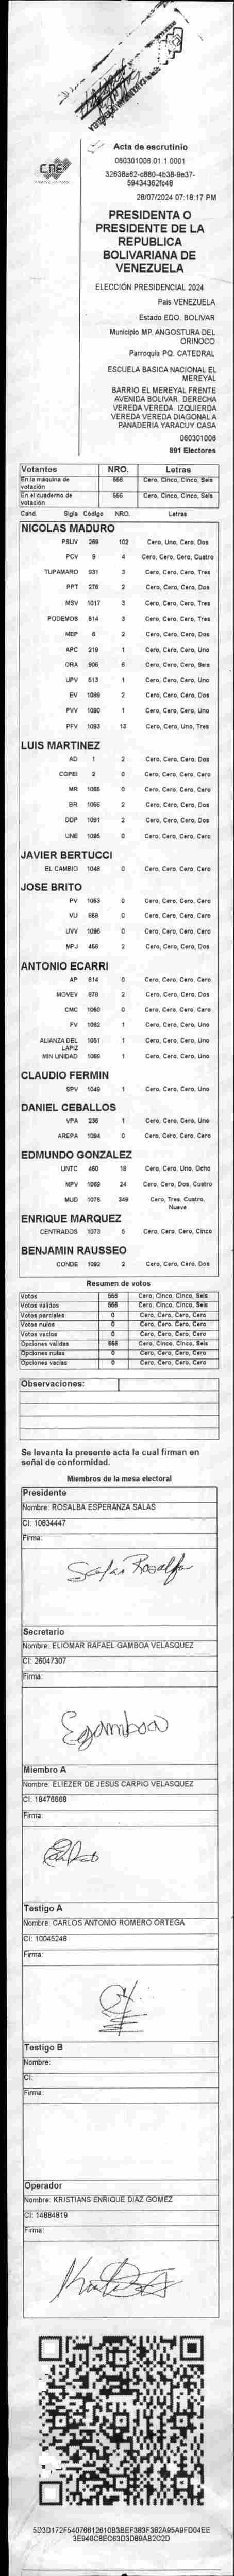 cne
Acta de escrutinio
060301006.01.1.0001
28/07/2024 07:18:17 PM
PRESIDENTA O
PRESIDENTE DE LA
REPUBLICA
BOLIVARIANA DE
VENEZUELA
ELECCIÓN PRESIDENCIAL 2024
País VENEZUELA
Estado EDO. BOLIVAR
Municipio MP. ANGOSTURA DEL
ORINOCO
Parroquia PQ. CATEDRAL
ESCUELA BASICA NACIONAL EL
MEREYAL
BARRIO EL MEREYAL FRENTE
AVENIDA BOLIVAR. DERECHA
VEREDA VEREDA. IZQUIERDA
VEREDA VEREDA DIAGONAL A
PANADERIA YARACUY CASA
060301006
891 Electores
Votantes NRO. Letras
En la máquina de votación 556 Cero, Cinco, Cinco, Seis
En el cuaderno de votación 556 Cero, Cinco, Cinco, Seis
Cand. Sigla Código NRO. Letras
NICOLAS MADURO
PSUV 102 Cero, Uno, Cero, Dos
PCV 9 4 Cero, Cero, Cero, Cuatro
TUPAMARO 931 3 Cero, Cero, Cero, Tres
PPT 276 2 Cero, Cero, Cero, Dos
MSV 1017 3 Cero, Cero, Cero, Tres
PODEMOS 514 3 Cero, Cero, Cero, Tres
MEP 6 2 Cero, Cero, Cero, Dos
APC 219 1 Cero, Cero, Cero, Uno
ORA 906 6 Cero, Cero, Cero, Seis
UPV 513 1 Cero, Cero, Cero, Uno
EV 1099 2 Cero, Cero, Cero, Dos
PVV 1090 1 Cero, Cero, Cero, Uno
PFV 1093 13 Cero, Cero, Uno, Tres
LUIS MARTINEZ
AD 1 2 Cero, Cero, Cero, Dos
COPEI 2 0 Cero, Cero, Cero, Cero
MR 0 Cero, Cero, Cero, Cero
BR 1066 2 Cero, Cero, Cero, Dos
DDP 1091 2 Cero, Cero, Cero, Dos
UNE 1095 0 Cero, Cero, Cero, Cero
JAVIER BERTUCCI
EL CAMBIO 1048 0 Cero, Cero, Cero, Cero
JOSE BRITO
PV 1053 0 Cero, Cero, Cero, Cero
VU 868 0 Cero, Cero, Cero, Cero
UVV 1096 0 Cero, Cero, Cero, Cero
MPJ 458 2 Cero, Cero, Cero, Dos
ANTONIO ECARRI
AP 814 0 Cero, Cero, Cero, Cero
MOVEV 2 Cero, Cero, Cero, Dos
CMC 1050 0 Cero, Cero, Cero, Cero
FV 1062 1 Cero, Cero, Cero, Uno
ALIANZA DEL LAPIZ 1051 1 Cero, Cero, Cero, Uno
MIN UNIDAD 1068 1 Cero, Cero, Cero, Uno
CLAUDIO FERMIN
SPV 1049 1 Cero, Cero, Cero, Uno
DANIEL CEBALLOS
VPA 236 1 Cero, Cero, Cero, Uno
AREPA 1094 0 Cero, Cero, Cero, Cero
EDMUNDO GONZALEZ
UNTC 460 18 Cero, Cero, Uno, Ocho
MPV 1069 24 Cero, Cero, Dos, Cuatro
MUD 1075 349 Cero, Tres, Cuatro, Nueve
ENRIQUE MARQUEZ
CENTRADOS 1073 5 Cero, Cero, Cero, Cinco
BENJAMIN RAUSSEO
CONDE 1092 2 Cero, Cero, Cero, Dos
Resumen de votos
Votos 556 Cero, Cinco, Cinco, Seis
Votos válidos 556 Cero, Cinco, Cinco, Seis
Votos parciales 0 Cero, Cero, Cero, Cero
Votos nulos 0 Cero, Cero, Cero, Cero
Votos vacíos 0 Cero, Cero, Cero, Cero
Opciones validas 556 Cero, Cinco, Cinco, Seis
Opciones nulas 0 Cero, Cero, Cero, Cero
Opciones vacías 0 Cero, Cero, Cero, Cero
Observaciones:
Se levanta la presente acta la cual firman en
señal de conformidad.
Miembros de la mesa electoral
Presidente
Nombre: ROSALBA ESPERANZA SALAS
CI: 10634447
Firma:
Salas Rosalba
Secretario
Nombre: ELIOMAR RAFAEL GAMBOA VELASQUEZ
CI: 26047307
Firma:
Egamboa
Miembro A
Nombre: ELIEZER DE JESUS CARPIO VELASQUEZ
CI: 18476668
Firma:
Testigo A
Nombre: CARLOS ANTONIO ROMERO ORTEGA
CI: 10045248
Firma:
Testigo B
Nombre:
CI:
Firma:
Operador
Nombre: KRISTIANS ENRIQUE DIAZ GOMEZ
CI: 14884819
Firma: